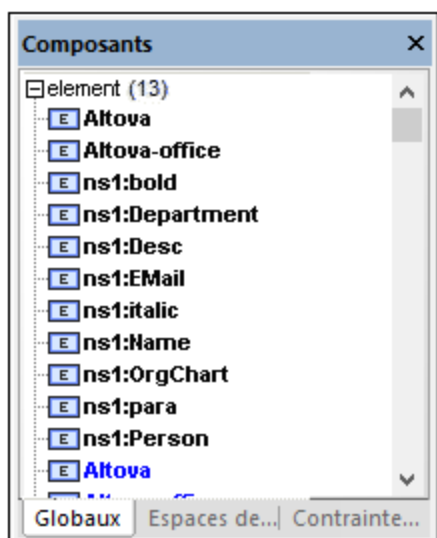 Composants
element (13)
E Altova
E Altova-office
E ns1:bold
E ns1:Department
E ns1:Desc
E ns1:EMail
E ns1:italic
E ns1:Name
E ns1:OrgChart
E ns1:para
E ns1:Person
E Altova
Globaux Espaces de... Contrainte...